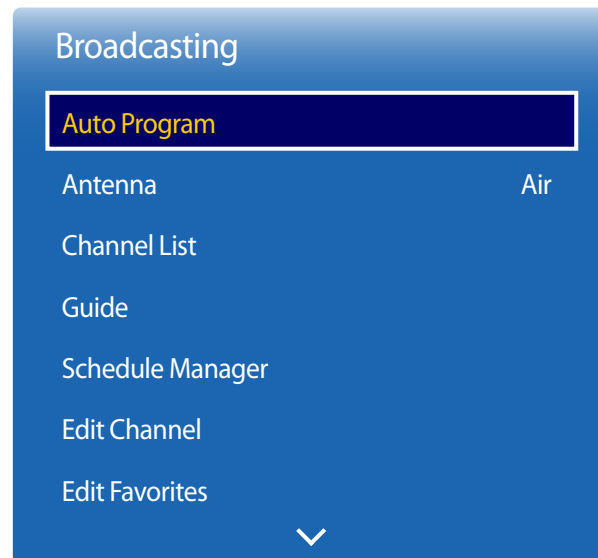 Broadcasting
Auto Program
Antenna Air
Channel List
Guide
Schedule Manager
Edit Channel
Edit Favorites